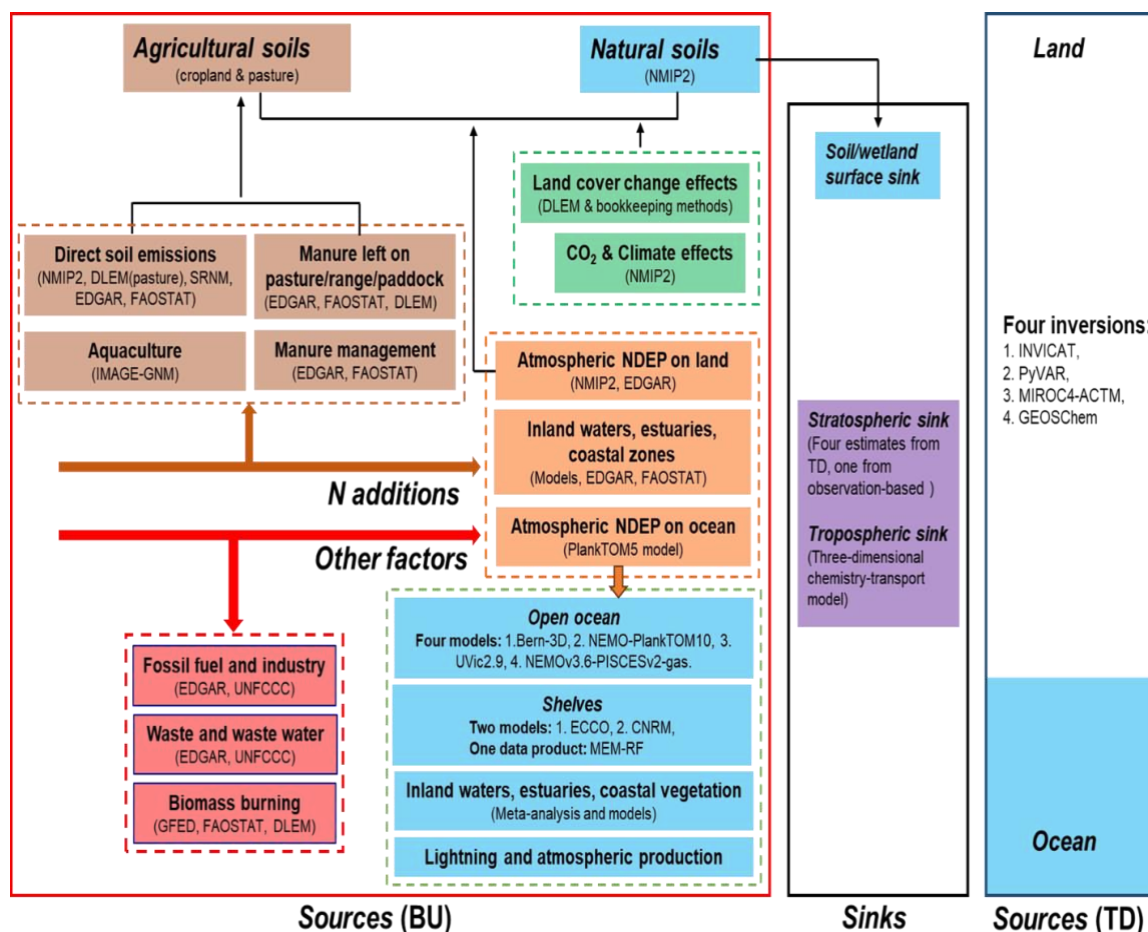 Agricultural soils
(cropland & pasture)
Natural soils
(NMIP2)
Land cover change effects
(DLEM & bookkeeping methods)
CO₂ & Climate effects
(NMIP2)
Direct soil emissions
(NMIP2, DLEM(pasture), SRNM,
EDGAR, FAOSTAT)
Manure left on
pasture/range/paddock
(EDGAR, FAOSTAT, DLEM)
Aquaculture
(IMAGE-GNM)
Manure management
(EDGAR, FAOSTAT)
Atmospheric NDEP on land
(NMIP2, EDGAR)
Inland waters, estuaries,
coastal zones
(Models, EDGAR, FAOSTAT)
Atmospheric NDEP on ocean
(PlankTOM5 model)
N additions
Other factors
Fossil fuel and industry
(EDGAR, UNFCCC)
Waste and waste water
(EDGAR, UNFCCC)
Biomass burning
(GFED, FAOSTAT, DLEM)
Open ocean
Four models: 1.Bern-3D, 2. NEMO-PlankTOM10, 3.
UVic2.9, 4. NEMOv3.6-PISCESv2-gas.
Shelves
Two models: 1. ECCO, 2. CNRM,
One data product: MEM-RF
Inland waters, estuaries, coastal vegetation
(Meta-analysis and models)
Lightning and atmospheric production
Sources (BU)
Soil/wetland
surface sink
Stratospheric sink
(Four estimates from
TD, one from
observation-based )
Tropospheric sink
(Three-dimensional
chemistry-transport
model)
Sinks
Land
Four inversions:
1. INVICAT,
2. PyVAR,
3. MIROC4-ACTM,
4. GEOSChem
Ocean
Sources (TD)